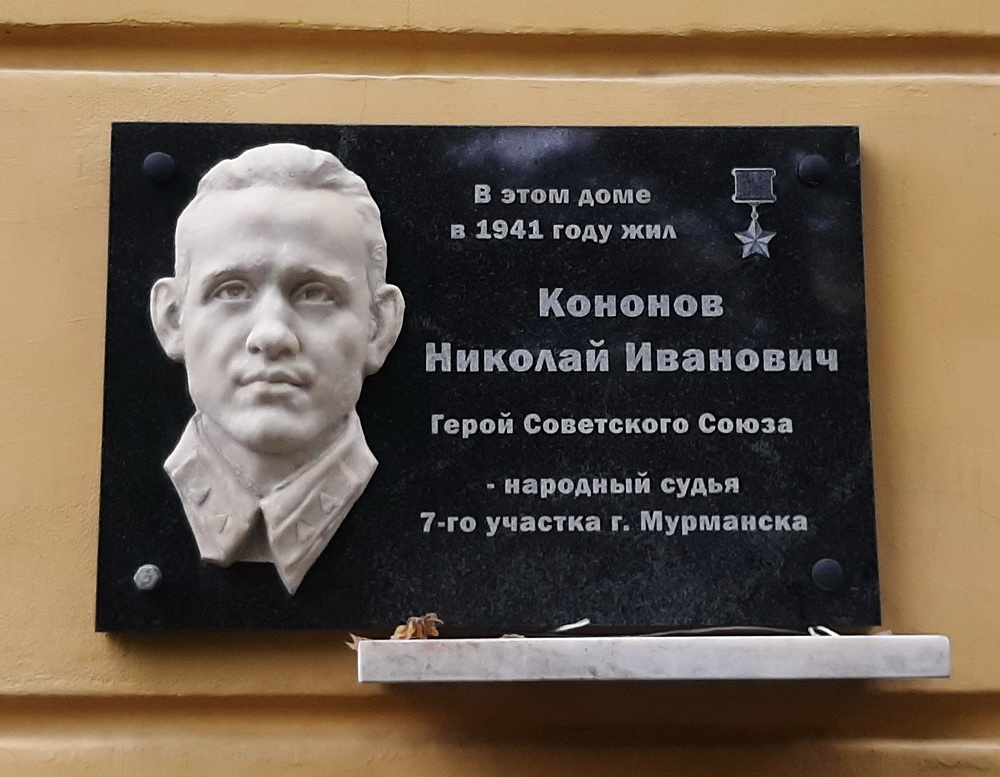 В этом доме
в 1941 году жил
Кононов
Николай Иванович
Герой Советского Союза
- народный судья
7-го участка г. Мурманска